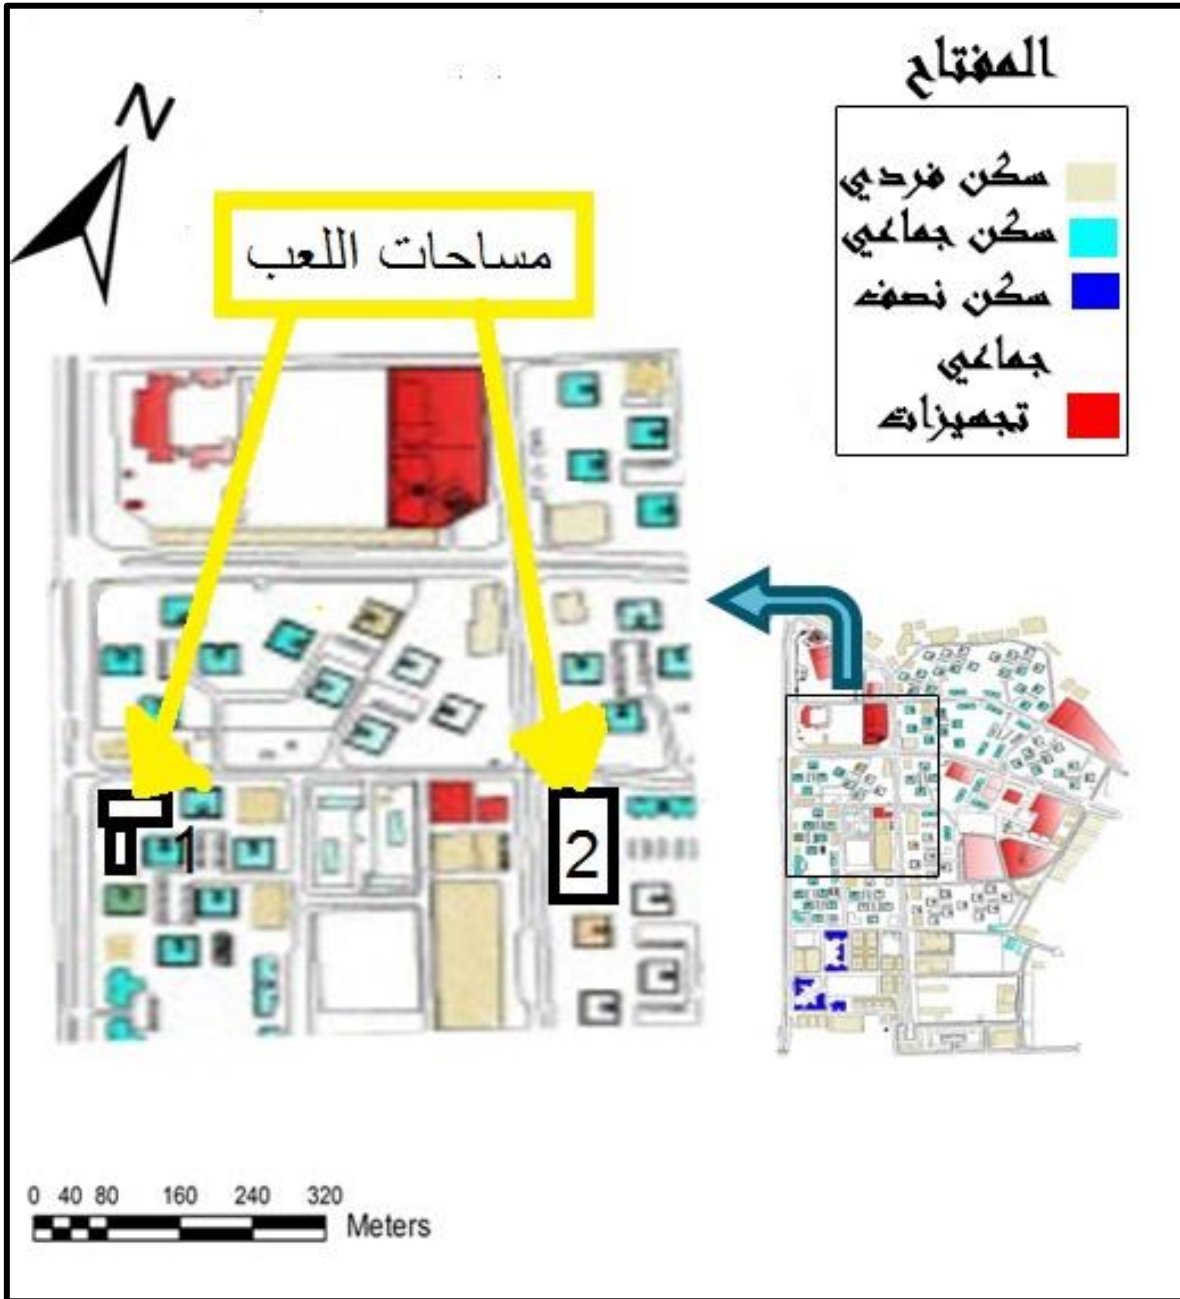 المفتاح
N
سكن فردي
سكن جماعي
سكن نصف
جماعي
تجهيزات
مساحات اللعب
1
2
0 40 80 160 240 320
Meters